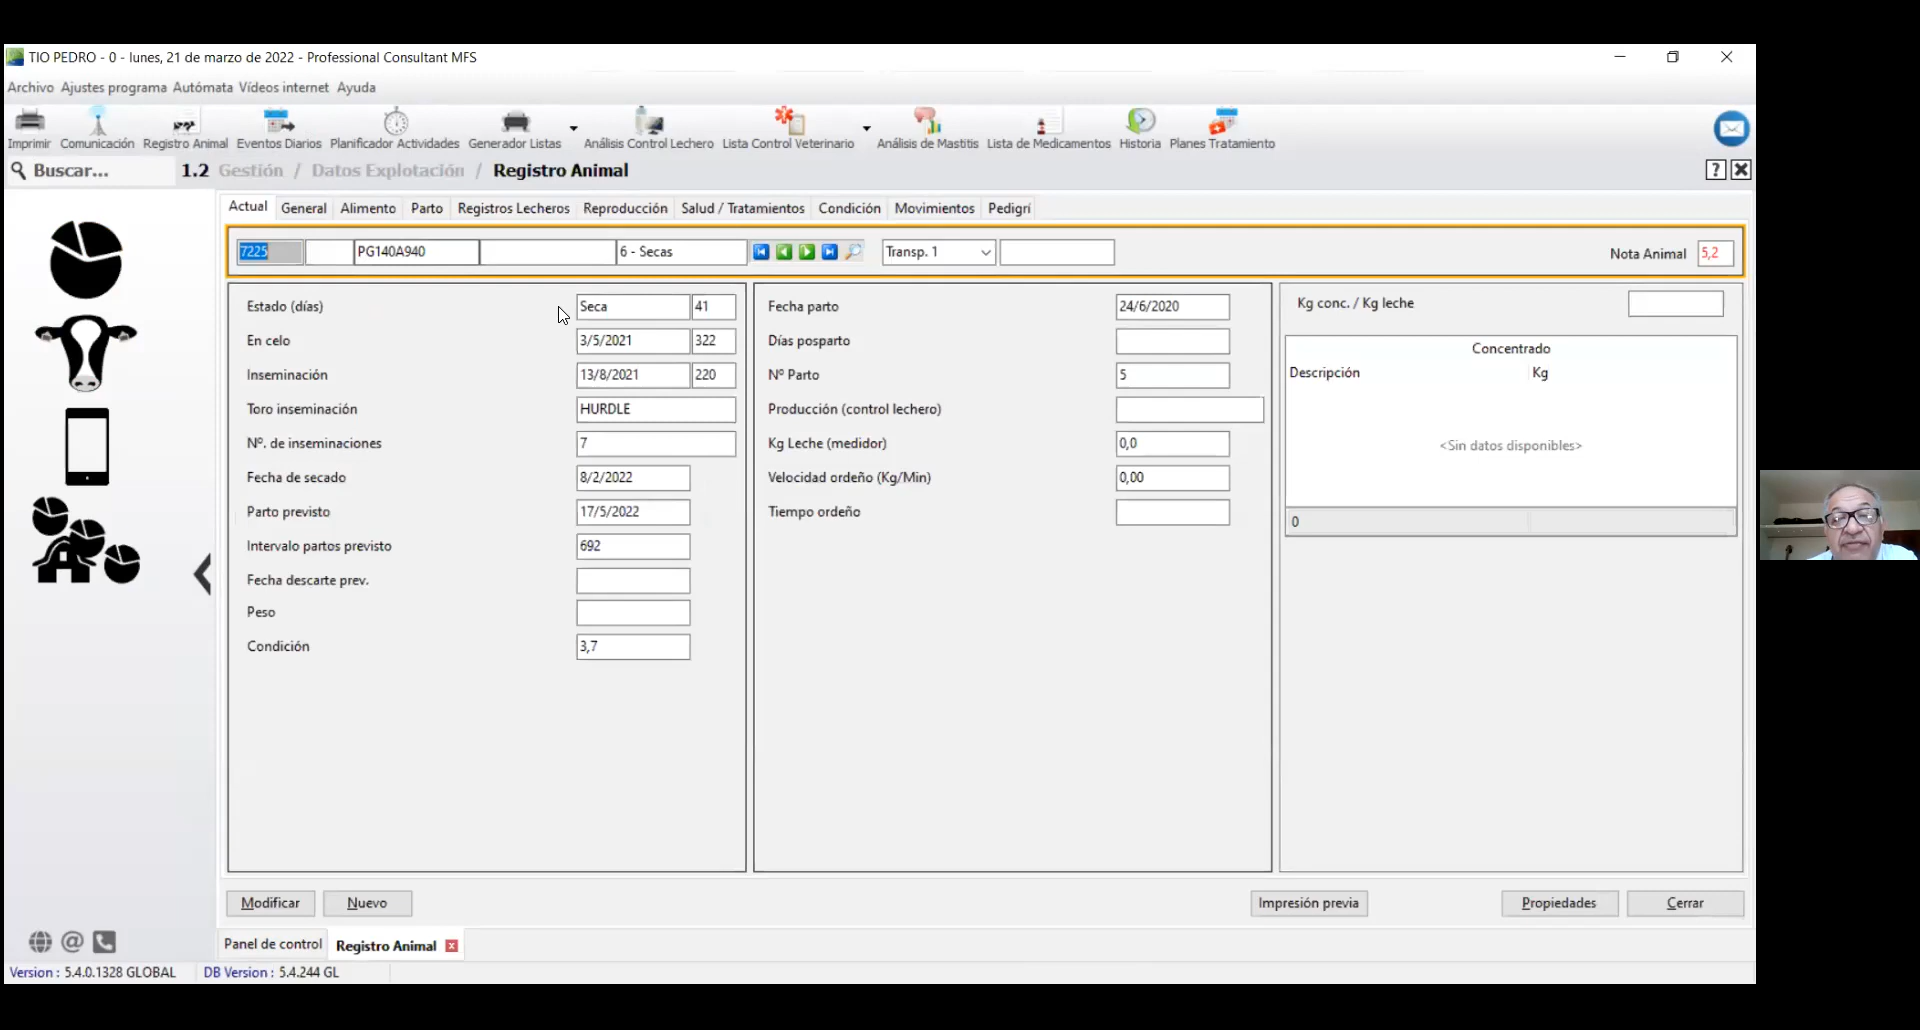 TIO PEDRO - 0 - lunes, 21 de marzo de 2022 - Professional Consultant MFS
Archivo Ajustes programa Autómata Vídeos internet Ayuda
Imprimir Comunicación Registro Animal Eventos Diarios Planificador Actividades Generador Listas Análisis Control Lechero Lista Control Veterinario Análisis de Mastitis Lista de Medicamentos Historia Planes Tratamiento
Buscar... 1.2 Gestión / Datos Explotación / Registro Animal ?
Actual General Alimento Parto Registros Lecheros Reproducción Salud / Tratamientos Condición Movimientos Pedigrí
7225 PG140A940 6 - Secas Transp. 1 Nota Animal 5,2
Estado (días) Seca 41
En celo 3/5/2021 322
Inseminación 13/8/2021 220
Toro inseminación HURDLE
Nº. de inseminaciones 7
Fecha de secado 8/2/2022
Parto previsto 17/5/2022
Intervalo partos previsto 692
Fecha descarte prev.
Peso
Condición 3,7
Fecha parto 24/6/2020
Días posparto
Nº Parto 5
Producción (control lechero)
Kg Leche (medidor) 0,0
Velocidad ordeño (Kg/Min) 0,00
Tiempo ordeño
Kg conc. / Kg leche
Concentrado
Descripción Kg
<Sin datos disponibles>
0
Modificar Nuevo Impresión previa Propiedades Cerrar
Panel de control Registro Animal
Version : 5.4.0.1328 GLOBAL DB Version : 5.4.244 GL